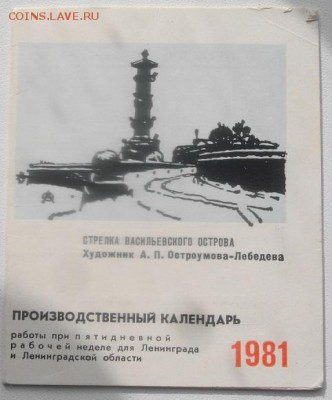 COINS.LAVE.RU
СТРЕЛКА ВАСИЛЬЕВСКОГО ОСТРОВА
Художник А. П. Остроумова-Лебедева
ПРОИЗВОДСТВЕННЫЙ КАЛЕНДАРЬ
работы при пятидневной
рабочей неделе для Ленинграда
и Ленинградской области
1981